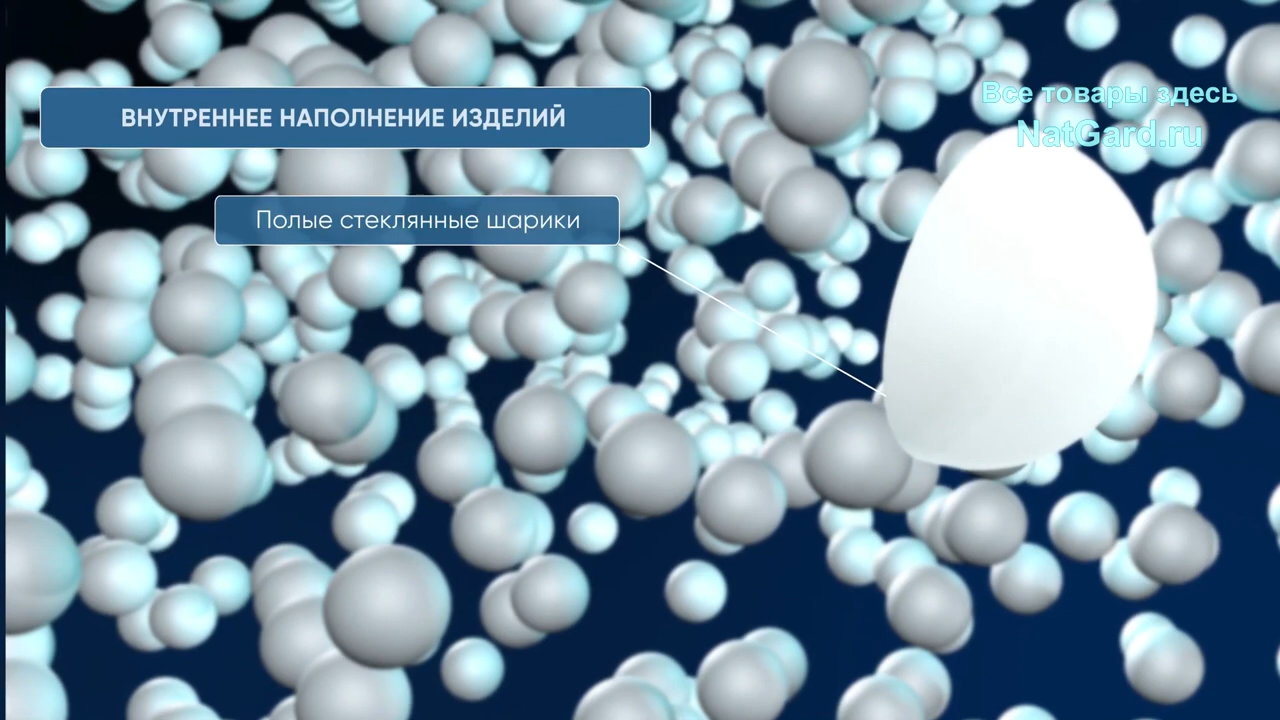 ВНУТРЕННЕЕ НАПОЛНЕНИЕ ИЗДЕЛИЙ
Все товары здесь
NatGard.ru
Полые стеклянные шарики